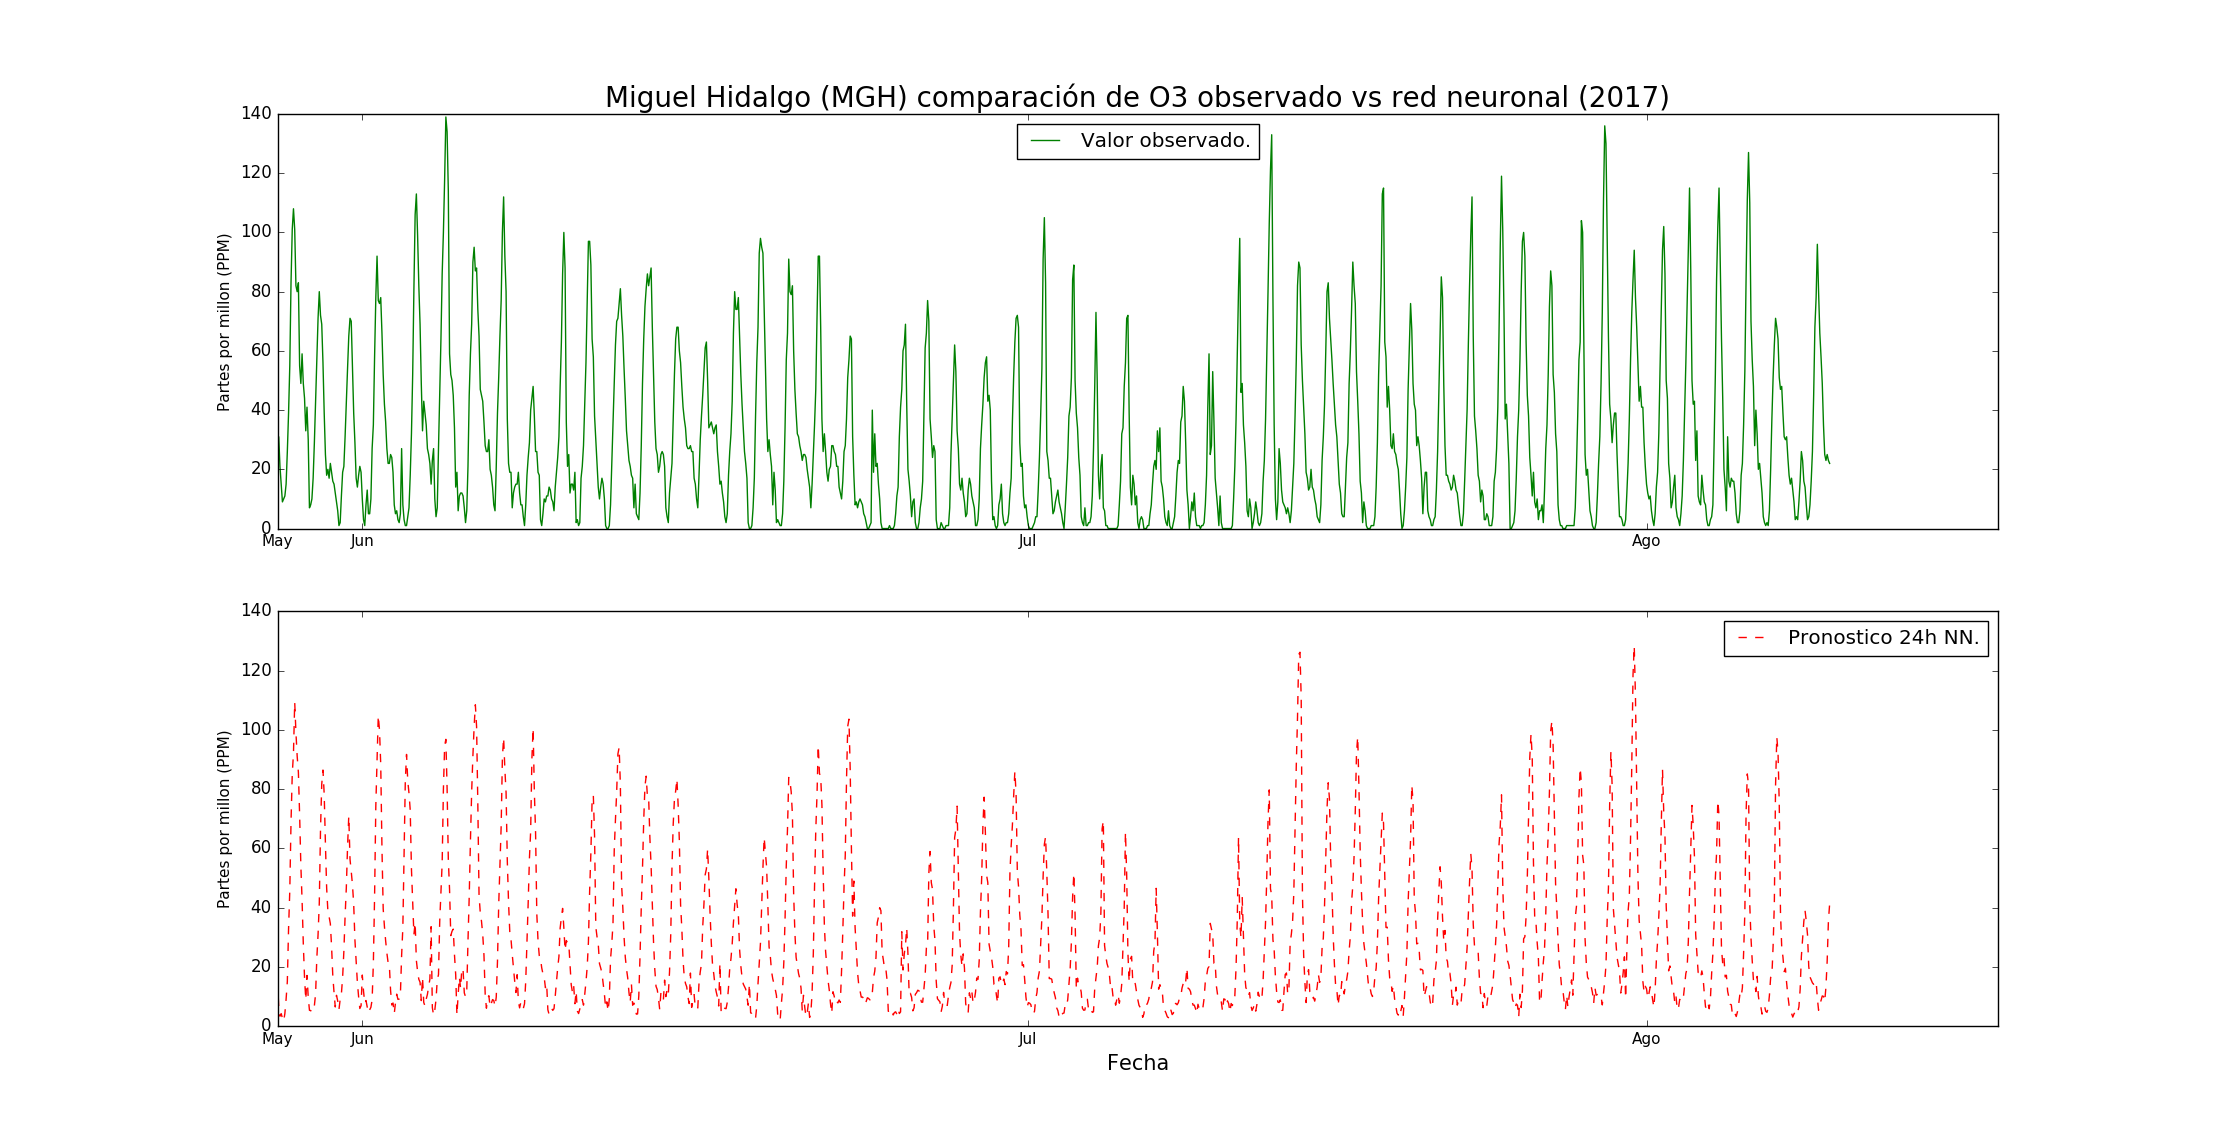 Miguel Hidalgo (MGH) comparación de O3 observado vs red neuronal (2017)
140
120
100
80
60
40
20
0
Partes por millon (PPM)
Valor observado.
May Jun Jul Ago
140
120
100
80
60
40
20
0
Partes por millon (PPM)
Pronostico 24h NN.
May Jun Jul Ago
Fecha